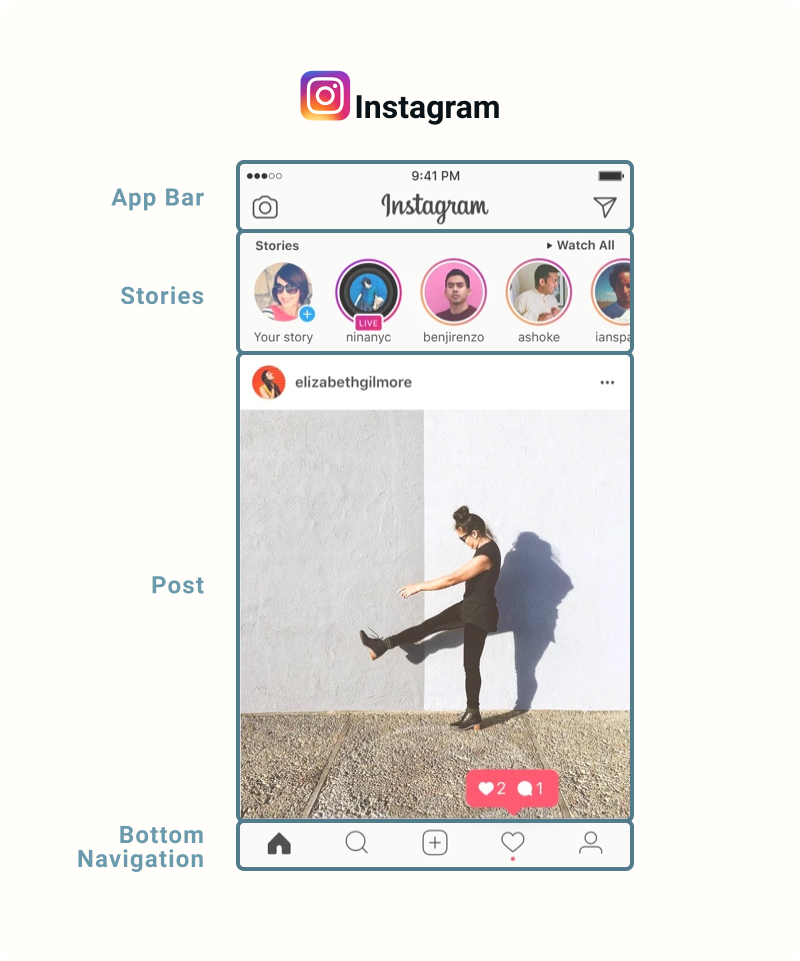 Instagram
App Bar
9:41 PM
Instagram
Stories
Stories
Watch All
LIVE
Your story
ninanyc
benjirenzo
ashoke
ianspa
Post
elizabethgilmore
2 1
Bottom
Navigation